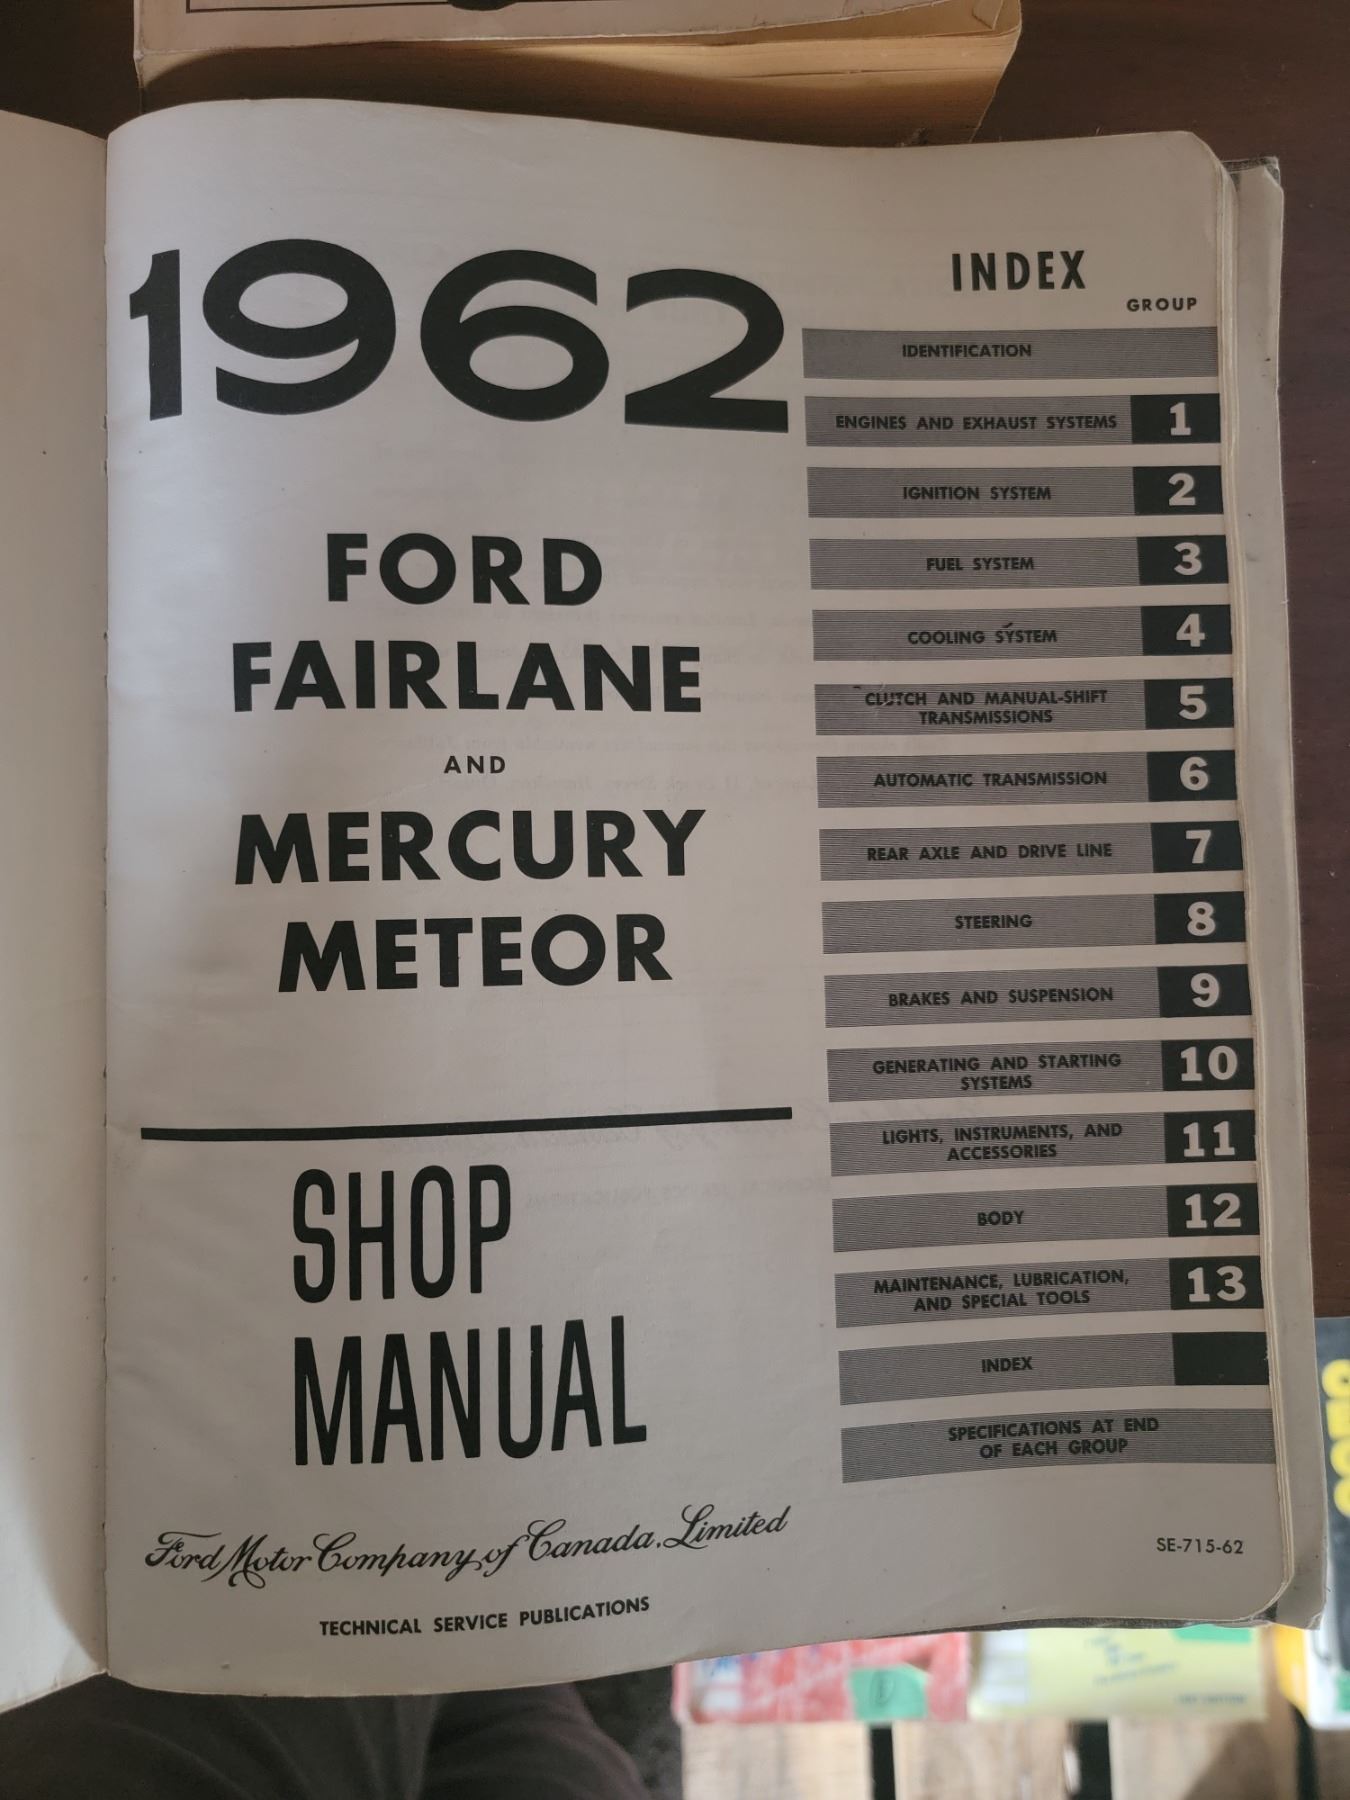 1962
FORD
FAIRLANE
AND
MERCURY
METEOR
SHOP
MANUAL
Ford Motor Company of Canada, Limited
TECHNICAL SERVICE PUBLICATIONS
INDEX
GROUP
IDENTIFICATION
ENGINES AND EXHAUST SYSTEMS 1
IGNITION SYSTEM 2
FUEL SYSTEM 3
COOLING SYSTEM 4
CLUTCH AND MANUAL-SHIFT
TRANSMISSIONS 5
AUTOMATIC TRANSMISSION 6
REAR AXLE AND DRIVE LINE 7
STEERING 8
BRAKES AND SUSPENSION 9
GENERATING AND STARTING
SYSTEMS 10
LIGHTS, INSTRUMENTS, AND
ACCESSORIES 11
BODY 12
MAINTENANCE, LUBRICATION,
AND SPECIAL TOOLS 13
INDEX
SPECIFICATIONS AT END
OF EACH GROUP
SE-715-62